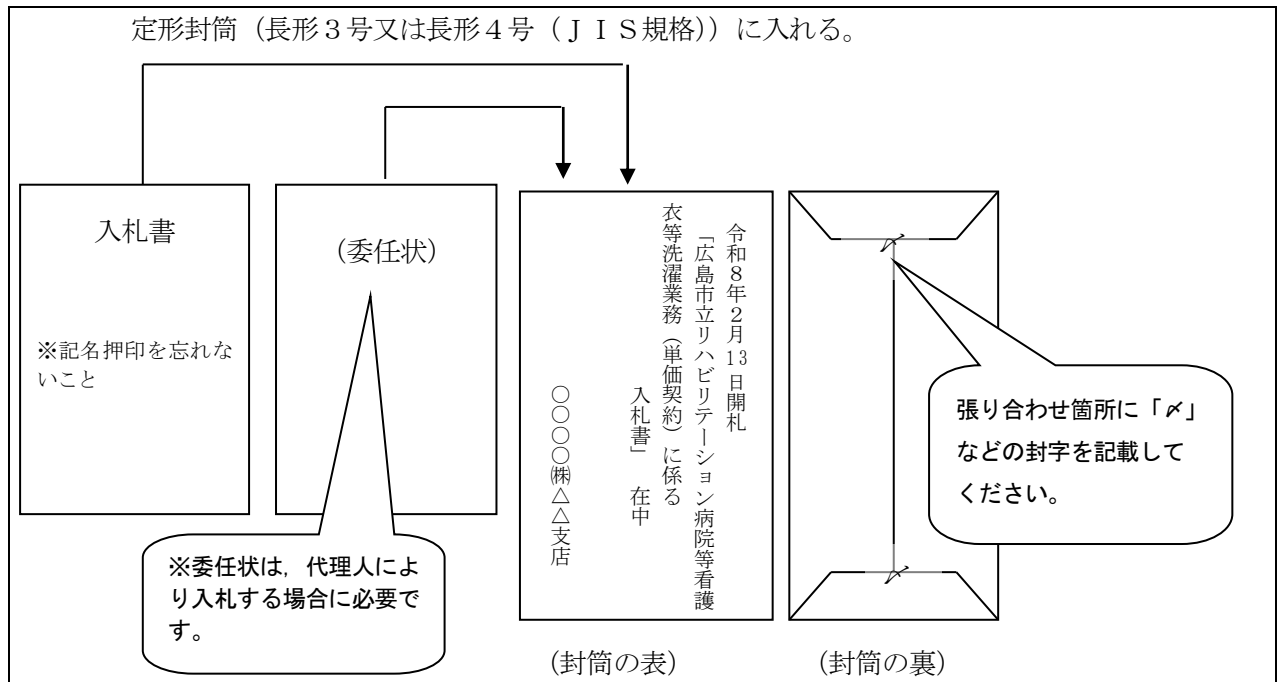 定形封筒（長形３号又は長形４号（ＪＩＳ規格））に入れる。
入札書
※記名押印を忘れな
いこと
（委任状）
※委任状は，代理人によ
り入札する場合に必要で
す。
令和８年２月13日開札
「広島市立リハビリテーション病院等看護
衣等洗濯業務（単価契約）に係る
入札書」　在中
○○○○㈱△△支店
（封筒の表）
〆
張り合わせ箇所に「〆」
などの封字を記載して
ください。
〆
（封筒の裏）